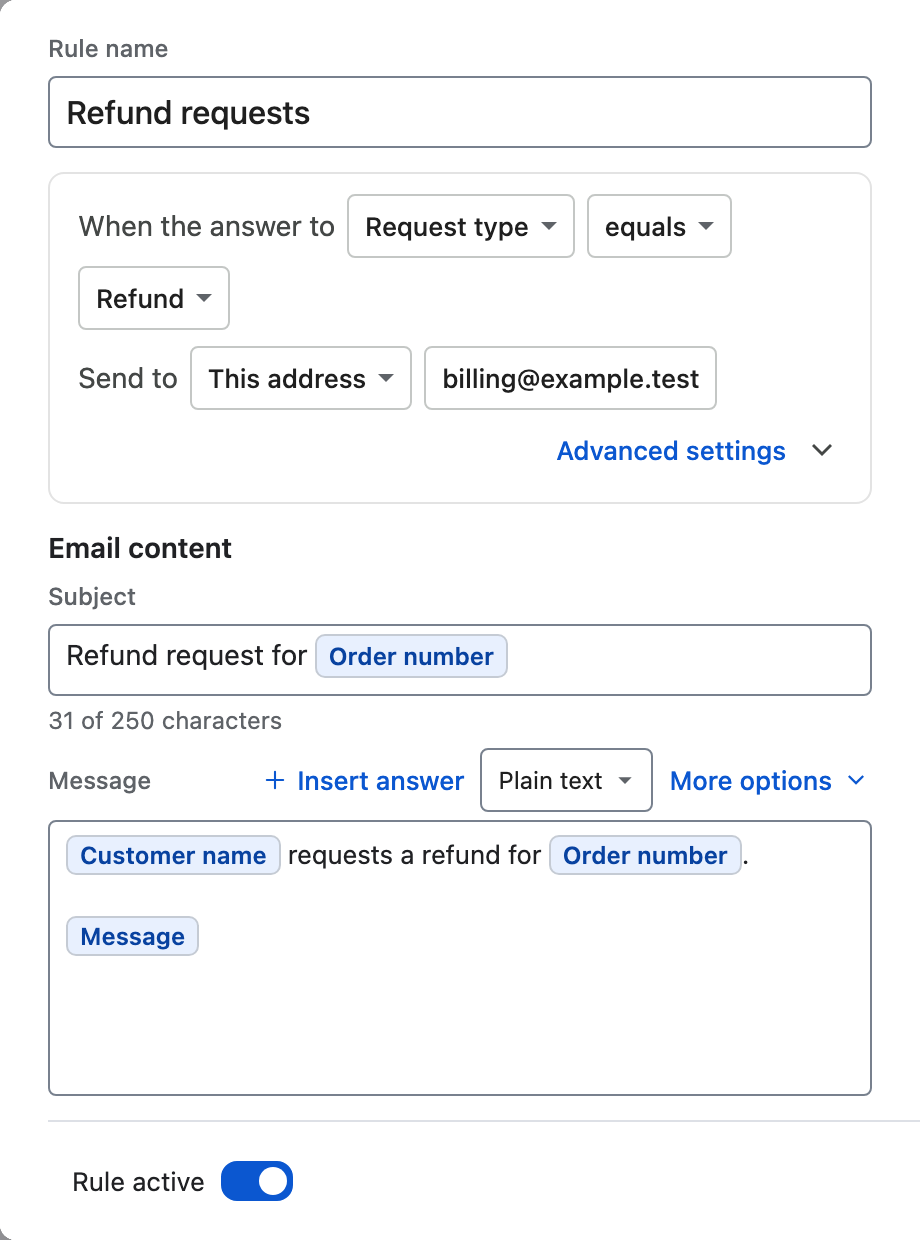 Rule name
Refund requests
When the answer to Request type equals
Refund
Send to This address billing@example.test
Advanced settings
Email content
Subject
Refund request for Order number
31 of 250 characters
Message + Insert answer Plain text More options
Customer name requests a refund for Order number.
Message
Rule active